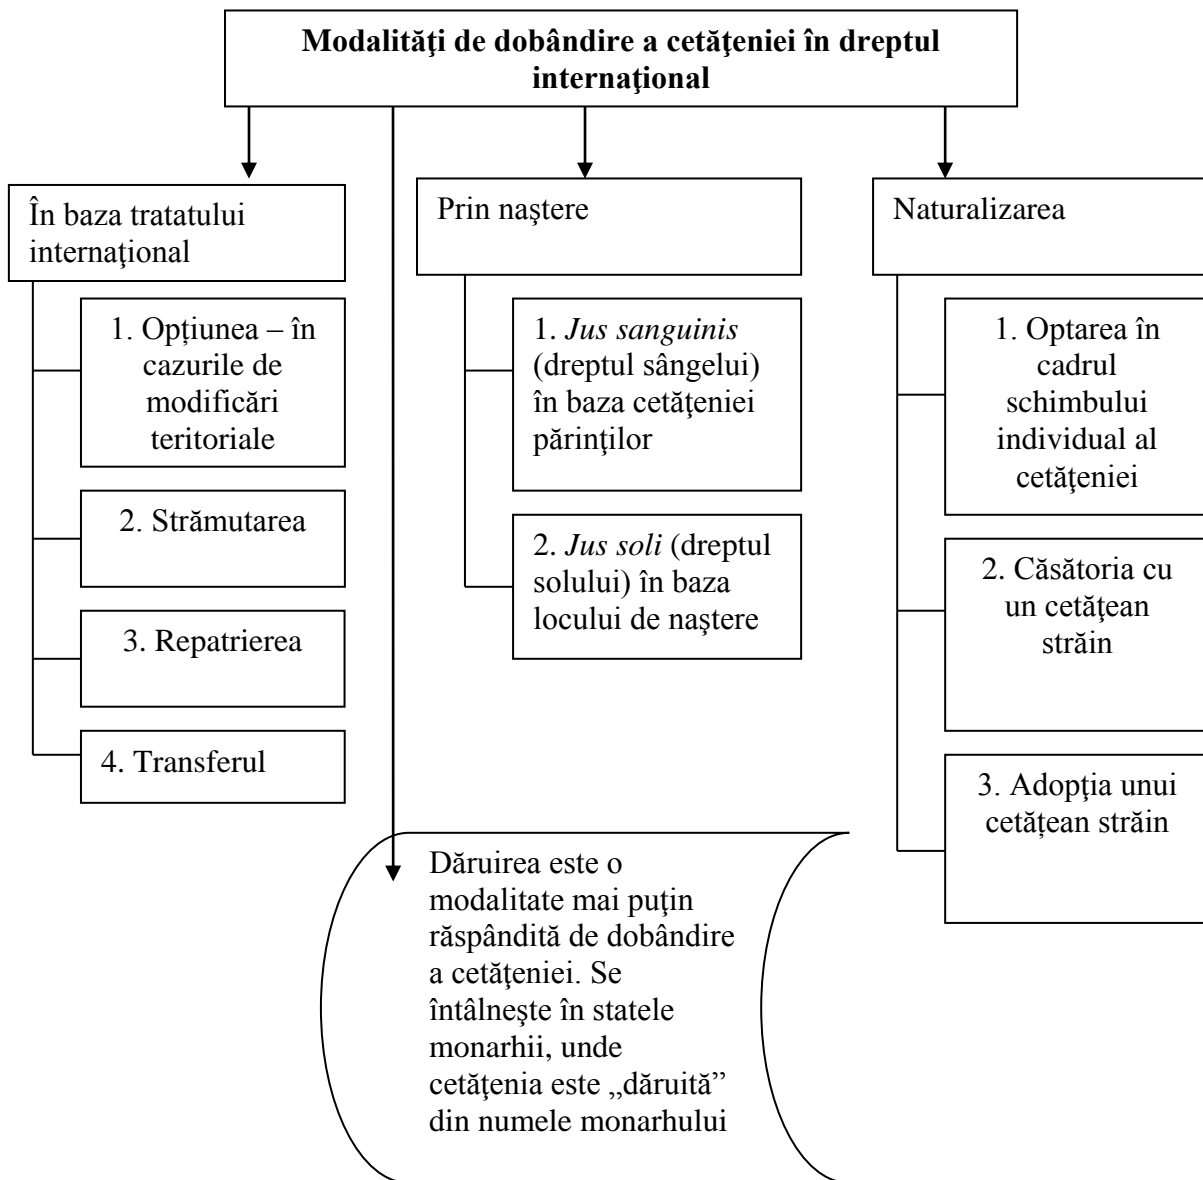 Modalităţi de dobândire a cetăţeniei în dreptul
internaţional
În baza tratatului
internaţional
1. Opțiunea – în
cazurile de
modificări
teritoriale
2. Strămutarea
3. Repatrierea
4. Transferul
Prin naştere
1. Jus sanguinis
(dreptul sângelui)
în baza cetăţeniei
părinţilor
2. Jus soli (dreptul
solului) în baza
locului de naştere
Naturalizarea
1. Optarea în
cadrul
schimbului
individual al
cetăţeniei
2. Căsătoria cu
un cetăţean
străin
3. Adopţia unui
cetățean străin
Dăruirea este o
modalitate mai puţin
răspândită de dobândire
a cetăţeniei. Se
întâlneşte în statele
monarhii, unde
cetăţenia este „dăruită”
din numele monarhului